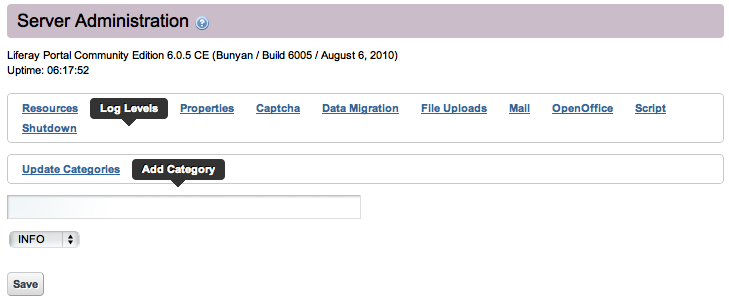 Server Administration ?
Liferay Portal Community Edition 6.0.5 CE (Bunyan / Build 6005 / August 6, 2010)
Uptime: 06:17:52
Resources Log Levels Properties Captcha Data Migration File Uploads Mail OpenOffice Script
Shutdown
Update Categories Add Category
INFO
Save